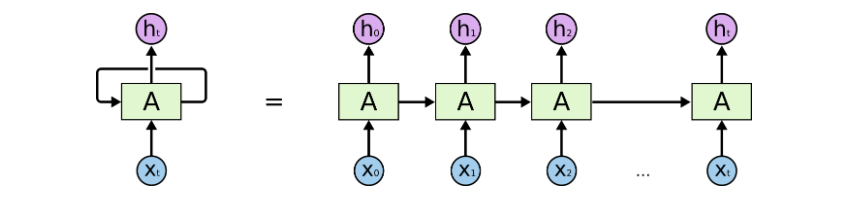 hₜ h₀ h₁ h₂ hₜ
A = A A A A
xₜ x₀ x₁ x₂ ... xₜ